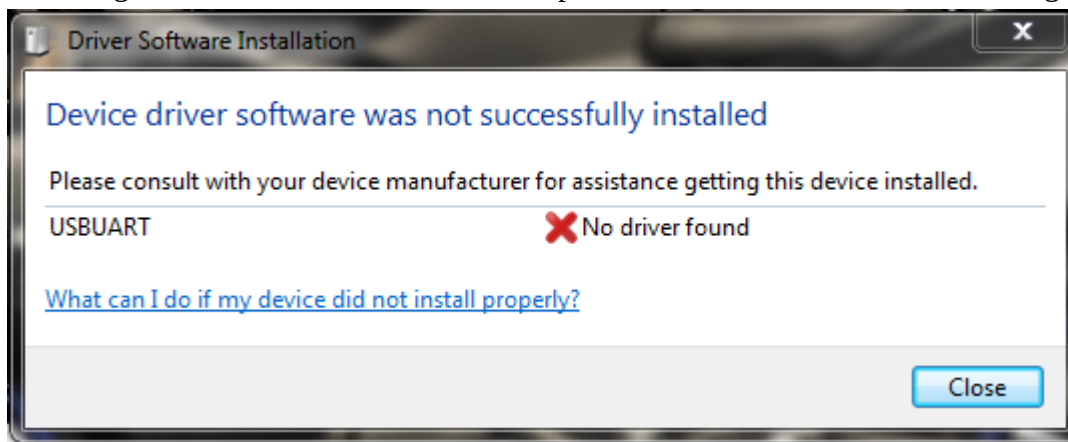 Driver Software Installation
x
Device driver software was not successfully installed
Please consult with your device manufacturer for assistance getting this device installed.
USBUART No driver found
What can I do if my device did not install properly?
Close